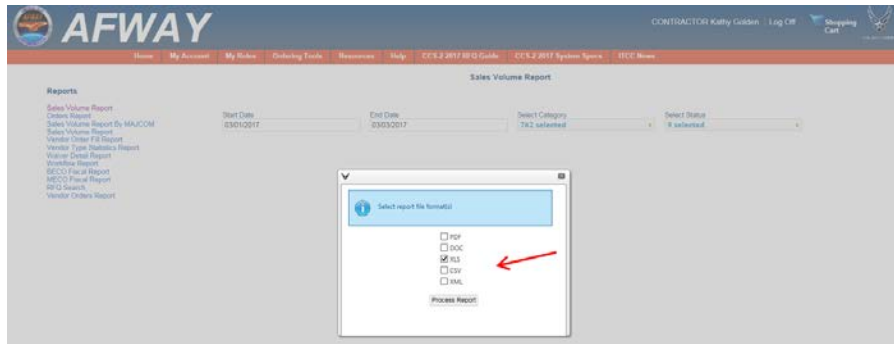 AFWAY
CONTRACTOR Kathy Golden | Log Off
Shopping
Cart
Home My Account My Roles Ordering Tools Resources Help CCS-2 2017 RFQ Guide CCS-2 2017 System Specs ITCC News
Sales Volume Report
Reports
Sales Volume Report
Orders Report
Sales Volume Report By MAJCOM
Sales Volume Report
Vendor Order Fill Report
Vendor Type Statistics Report
Waiver Detail Report
Workflow Report
BECO Fiscal Report
MECO Fiscal Report
RFQ Search
Vendor Orders Report
Start Date
03/01/2017
End Date
03/03/2017
Select Category
762 selected
Select Status
selected
Select report file format(s)
PDF
DOC
XLS
CSV
XML
Process Report